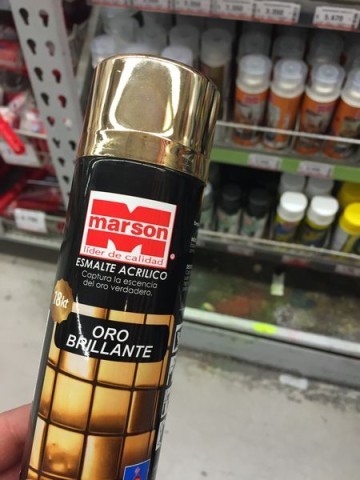 marson
líder de calidad
ESMALTE ACRILICO
Captura la escencia
del oro verdadero.
18kt
ORO
BRILLANTE